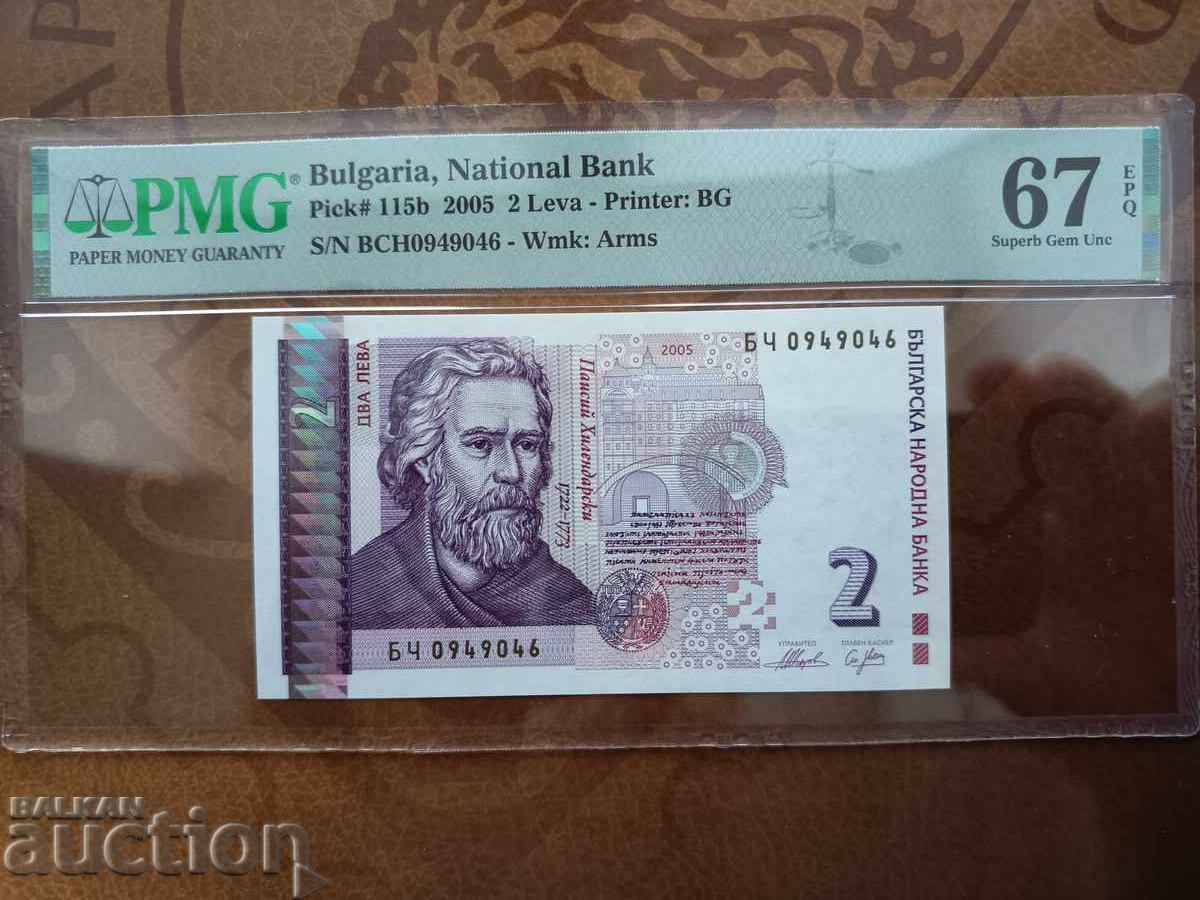 PMG®
PAPER MONEY GUARANTY
Bulgaria, National Bank
Pick# 115b 2005 2 Leva - Printer: BG
S/N BCH0949046 - Wmk: Arms
67
EPQ
Superb Gem Unc
2
ДВА ЛЕВА
Паисий Хилендарски
1722-1773
2005
БЧ 0949046
БЪЛГАРСКА НАРОДНА БАНКА
2
2
УПРАВИТЕЛ
ГЛАВЕН КАСИЕР
БЧ 0949046
BALKAN
auction